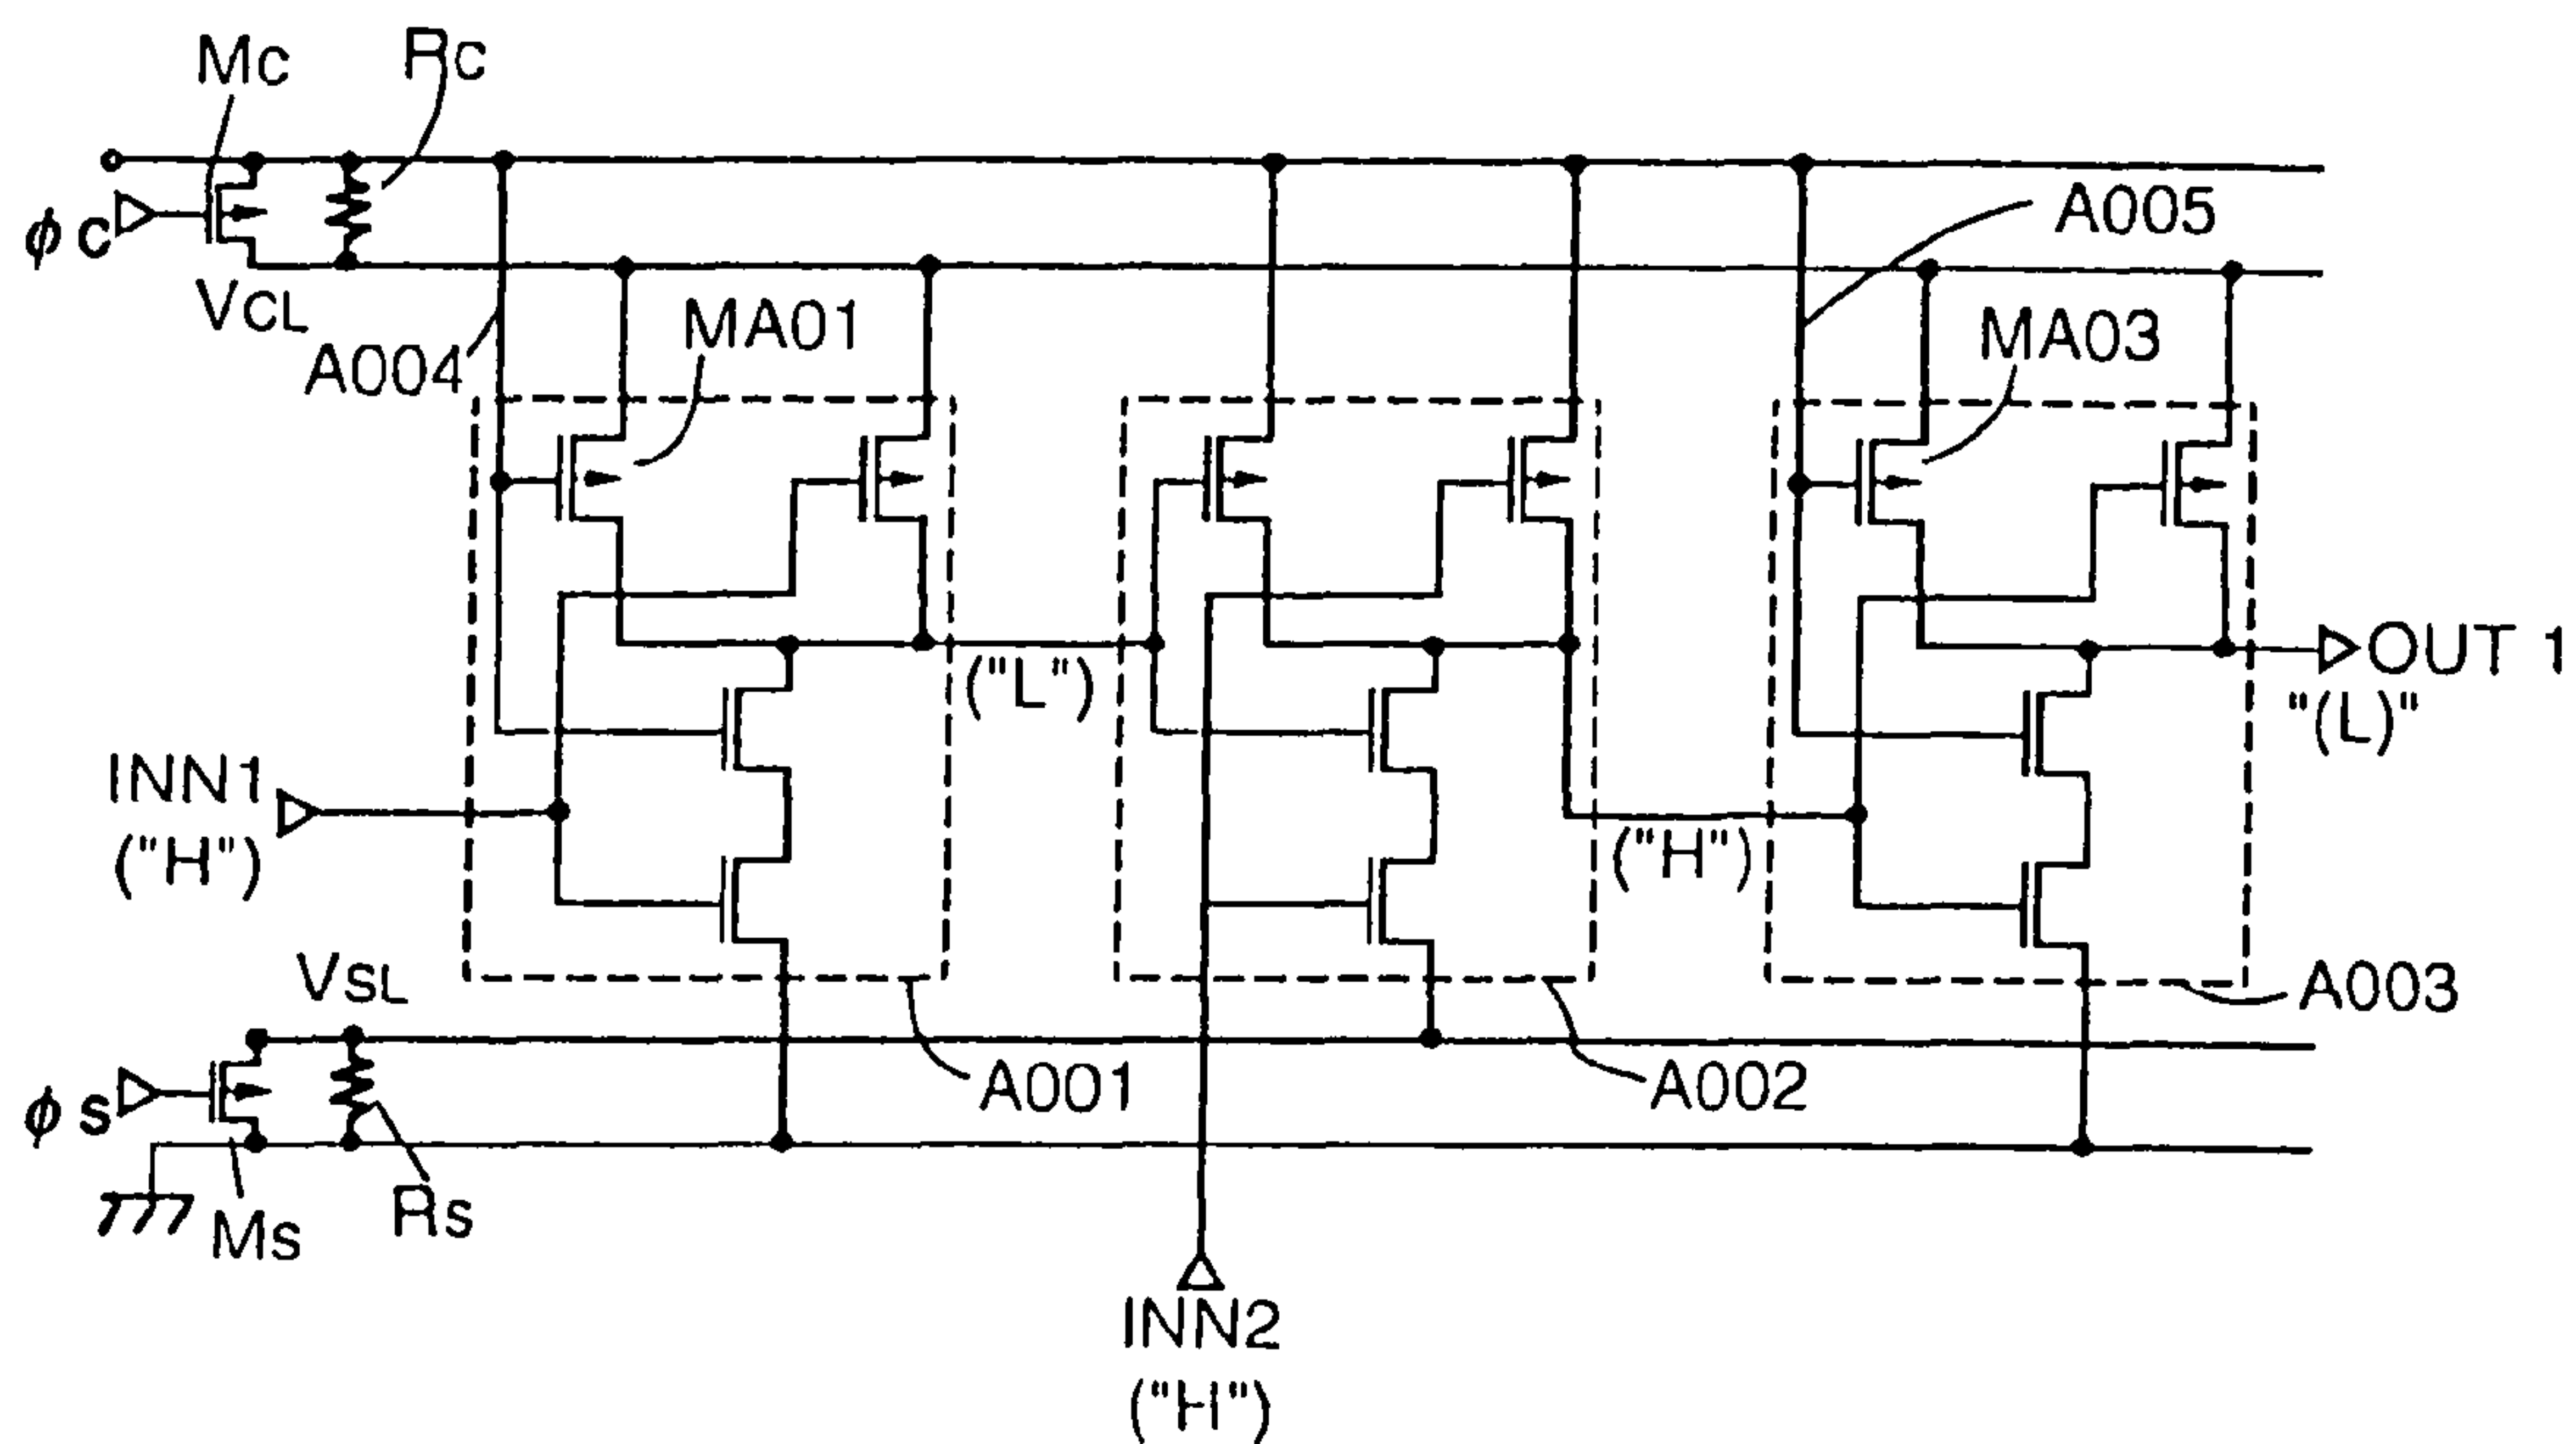 Mc
Rc
ϕ c
VCL
A004
MA01
A005
MA03
("L")
OUT 1
"(L)"
INN1
("H")
("H")
VSL
A003
A001
A002
ϕ s
Ms
Rs
INN2
("H")